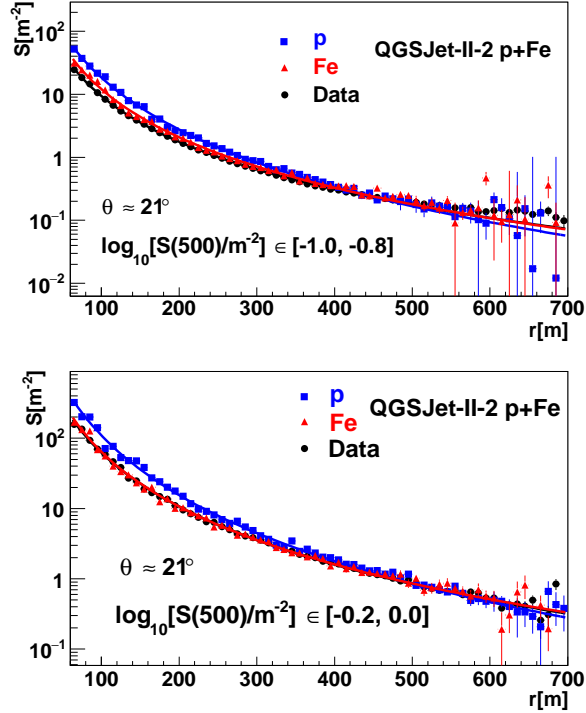 S[m⁻²]
p
QGSJet-II-2 p+Fe
Fe
Data
10
1
10⁻¹
10⁻²
θ ≈ 21°
log₁₀[S(500)/m⁻²] ∈ [-1.0, -0.8]
100 200 300 400 500 600 700
r[m]
S[m⁻²]
p
QGSJet-II-2 p+Fe
Fe
Data
10²
10
1
10⁻¹
θ ≈ 21°
log₁₀[S(500)/m⁻²] ∈ [-0.2, 0.0]
100 200 300 400 500 600 700
r[m]